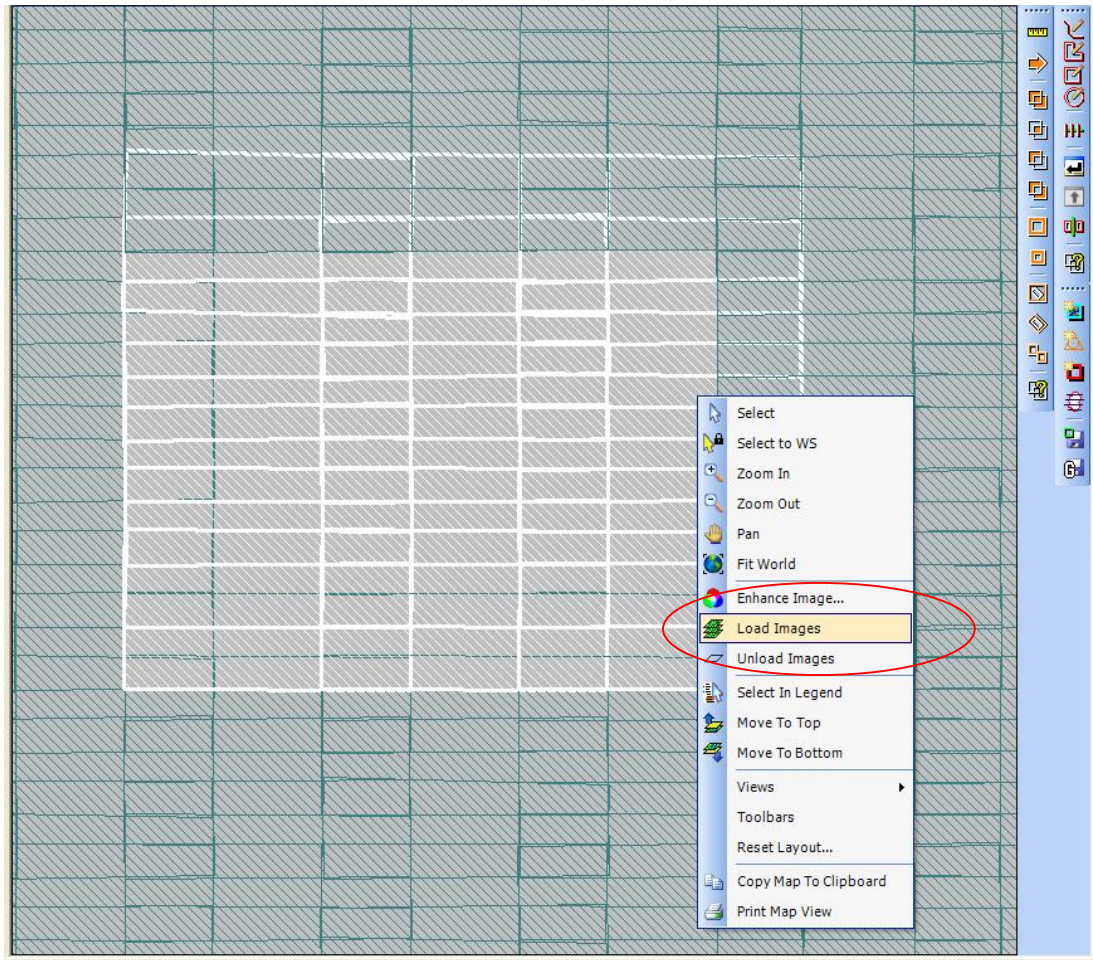 Select
Select to WS
Zoom In
Zoom Out
Pan
Fit World
Enhance Image...
Load Images
Unload Images
Select In Legend
Move To Top
Move To Bottom
Views
Toolbars
Reset Layout...
Copy Map To Clipboard
Print Map View